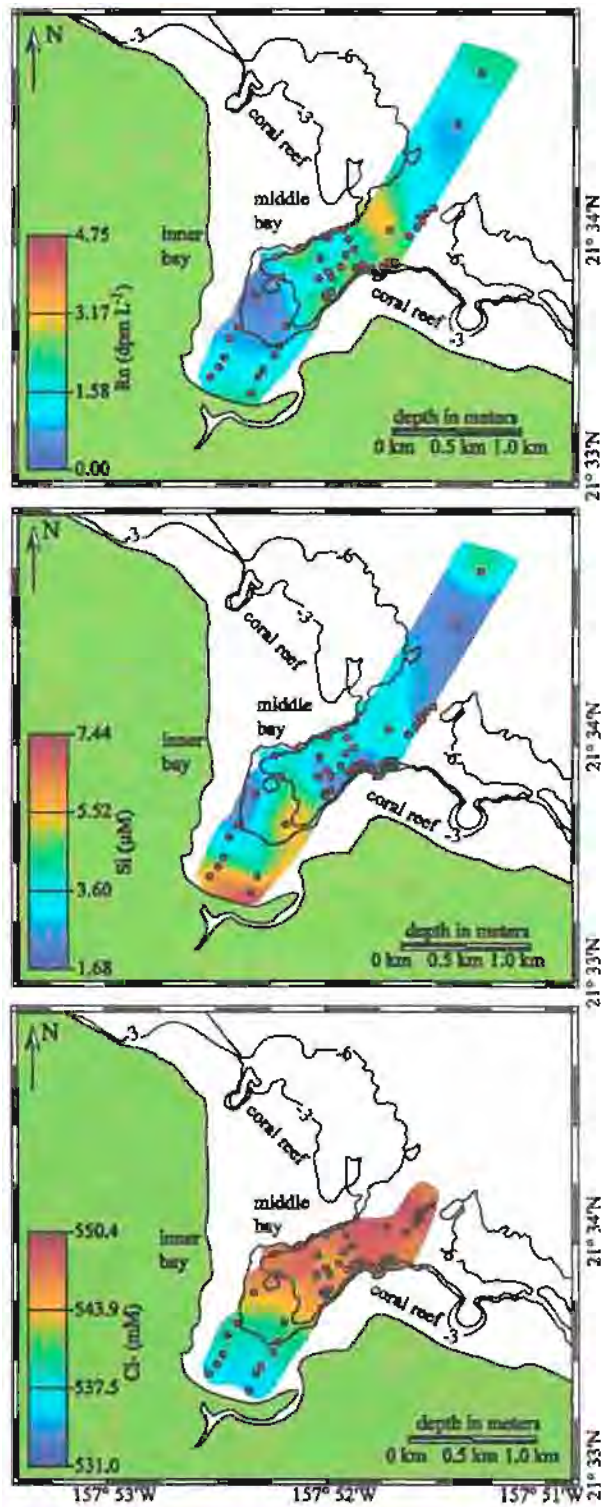 N
-3
-6
coral reef
-3
middle
bay
inner
bay
4.75
3.17
1.58
0.00
Rn (dpm L⁻¹)
-6
coral reef
-3
depth in meters
0 km 0.5 km 1.0 km
21° 34'N
21° 33'N
N
-3
-6
coral reef
-3
middle
bay
inner
bay
7.44
5.52
3.60
1.68
Si (µM)
-6
coral reef
-3
depth in meters
0 km 0.5 km 1.0 km
21° 34'N
21° 33'N
N
-3
-6
coral reef
-3
middle
bay
inner
bay
550.4
543.9
537.5
531.0
Cl- (mM)
-6
coral reef
-3
depth in meters
0 km 0.5 km 1.0 km
21° 34'N
21° 33'N
157° 53'W
157° 52'W
157° 51'W